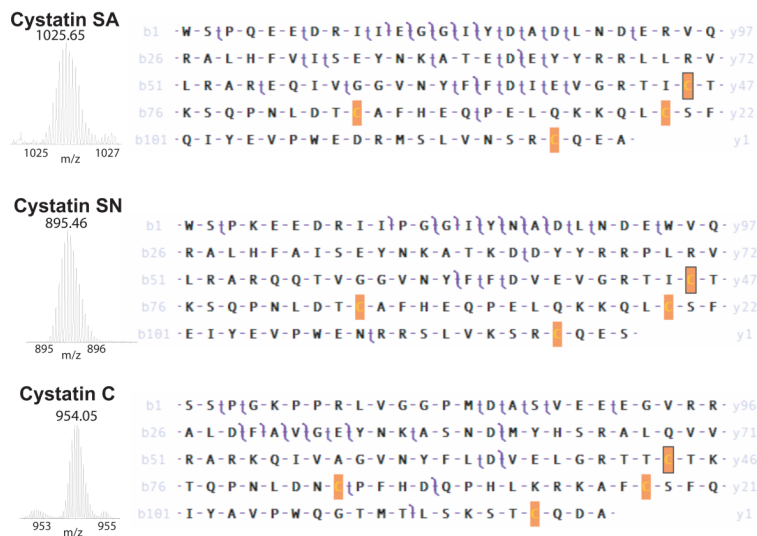 Cystatin SA
1025.65
1025 1027
m/z
b1 -W-S-P-Q-E-E-D-R-I-I-E-G-G-I-Y-D-A-D-L-N-D-E-R-V-Q- y97
b26 -R-A-L-H-F-V-I-S-E-Y-N-K-A-T-E-D-E-Y-Y-R-R-L-L-R-V- y72
b51 -L-R-A-R-E-Q-I-V-G-G-V-N-Y-F-F-D-I-E-V-G-R-T-I-C-T- y47
b76 -K-S-Q-P-N-L-D-T-C-A-F-H-E-Q-P-E-L-Q-K-K-Q-L-C-S-F- y22
b101 -Q-I-Y-E-V-P-W-E-D-R-M-S-L-V-N-S-R-C-Q-E-A- y1
Cystatin SN
895.46
895 896
m/z
b1 -W-S-P-K-E-E-D-R-I-I-P-G-G-I-Y-N-A-D-L-N-D-E-W-V-Q- y97
b26 -R-A-L-H-F-A-I-S-E-Y-N-K-A-T-K-D-D-Y-Y-R-R-P-L-R-V- y72
b51 -L-R-A-R-Q-Q-T-V-G-G-V-N-Y-F-F-D-V-E-V-G-R-T-I-C-T- y47
b76 -K-S-Q-P-N-L-D-T-C-A-F-H-E-Q-P-E-L-Q-K-K-Q-L-C-S-F- y22
b101 -E-I-Y-E-V-P-W-E-N-R-R-S-L-V-K-S-R-C-Q-E-S- y1
Cystatin C
954.05
953 955
m/z
b1 -S-S-P-G-K-P-P-R-L-V-G-G-P-M-D-A-S-V-E-E-E-G-V-R-R- y96
b26 -A-L-D-F-A-V-G-E-Y-N-K-A-S-N-D-M-Y-H-S-R-A-L-Q-V-V- y71
b51 -R-A-R-K-Q-I-V-A-G-V-N-Y-F-L-D-V-E-L-G-R-T-T-C-T-K- y46
b76 -T-Q-P-N-L-D-N-C-P-F-H-D-Q-P-H-L-K-R-K-A-F-C-S-F-Q- y21
b101 -I-Y-A-V-P-W-Q-G-T-M-T-L-S-K-S-T-C-Q-D-A- y1